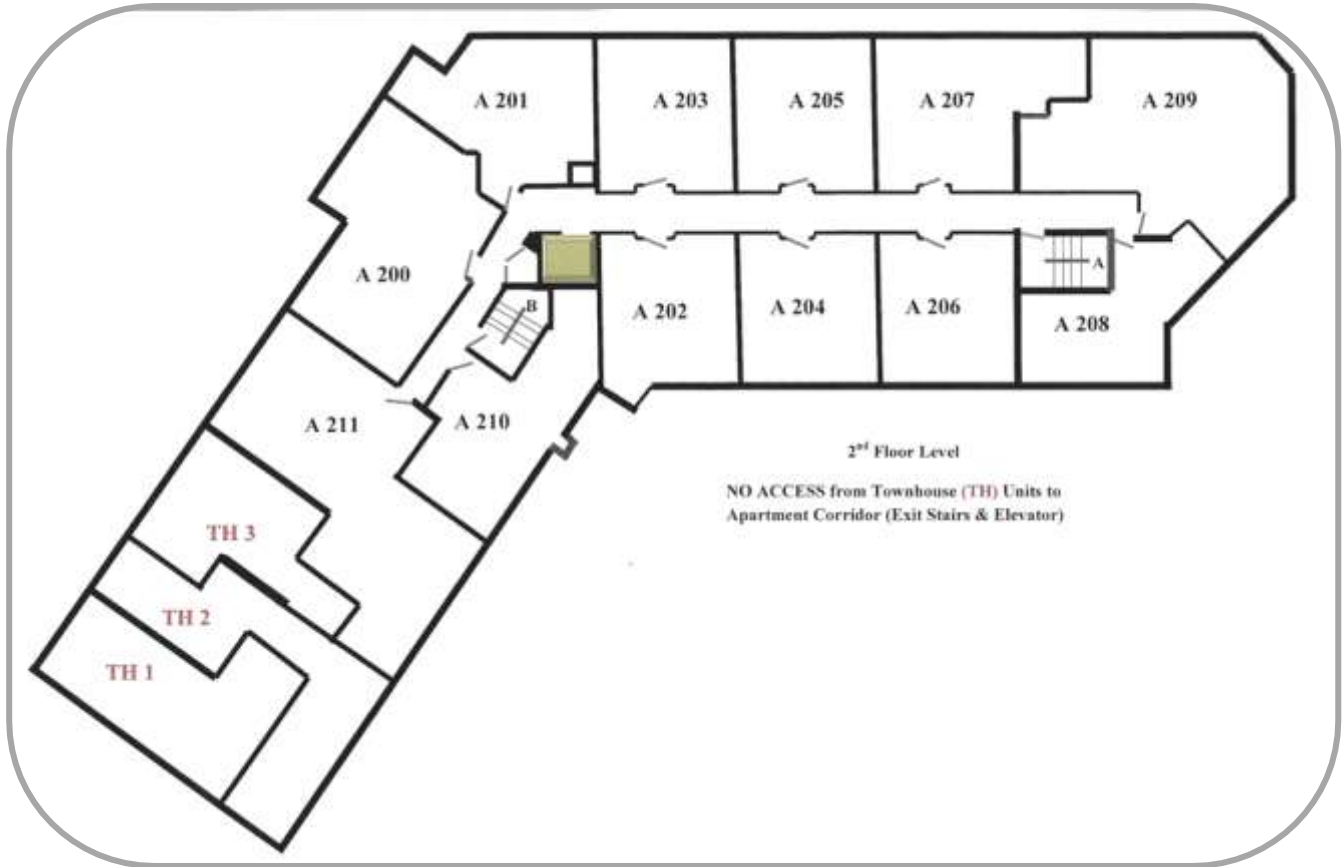 A 201
A 203
A 205
A 207
A 209
A 200
B
A 202
A 204
A 206
A
A 208
A 211
A 210
2nd Floor Level
NO ACCESS from Townhouse (TH) Units to
Apartment Corridor (Exit Stairs & Elevator)
TH 3
TH 2
TH 1